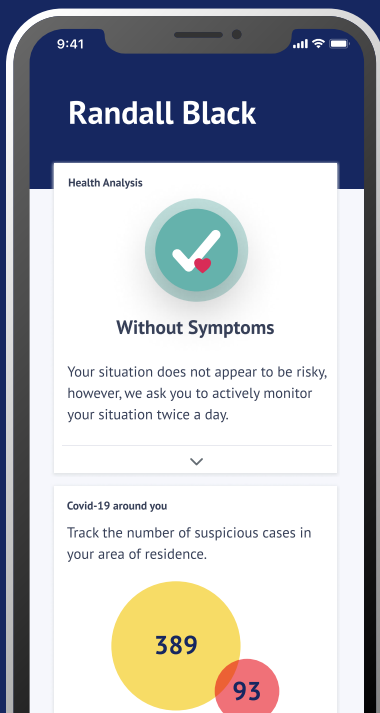 9:41
Randall Black
Health Analysis
Without Symptoms
Your situation does not appear to be risky,
however, we ask you to actively monitor
your situation twice a day.
Covid-19 around you
Track the number of suspicious cases in
your area of residence.
389
93